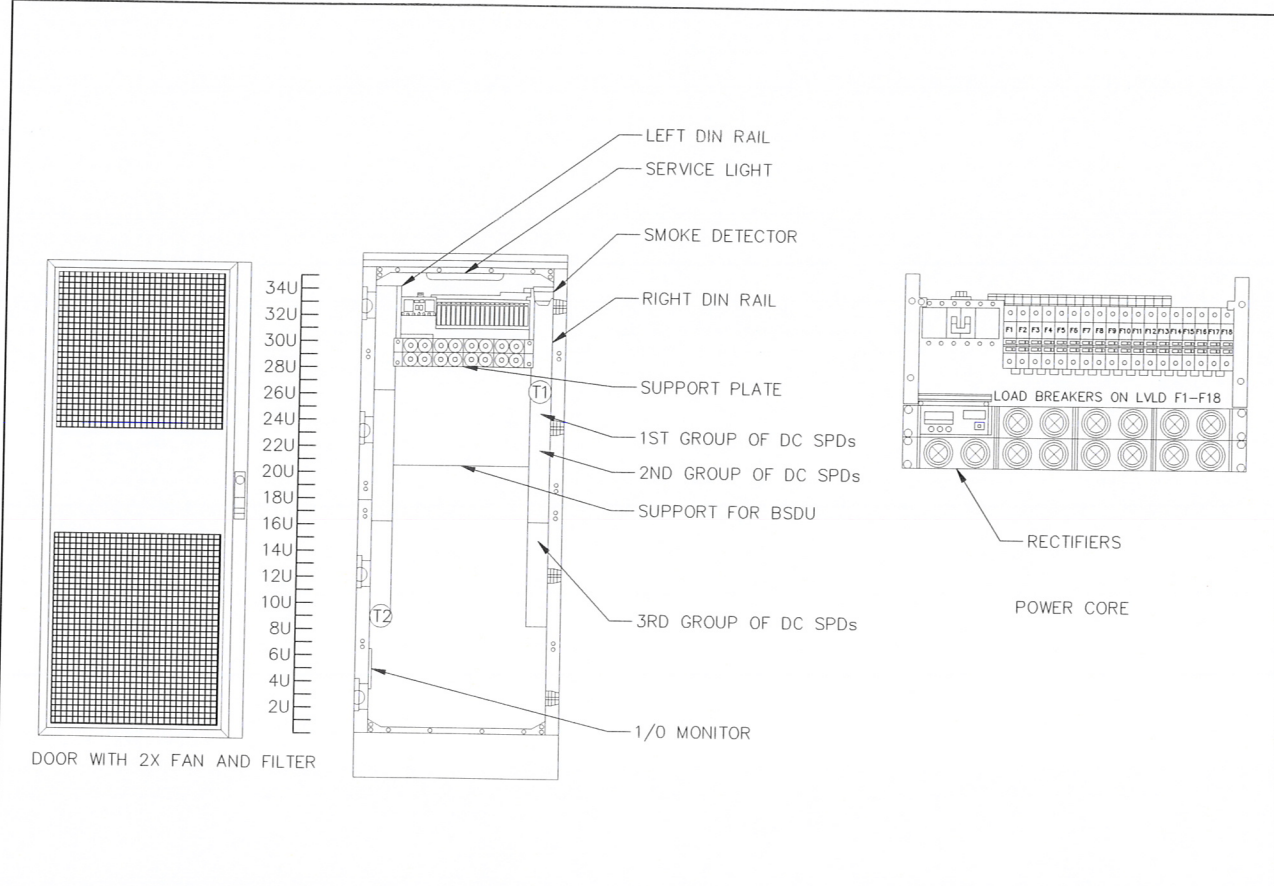 LEFT DIN RAIL
SERVICE LIGHT
SMOKE DETECTOR
RIGHT DIN RAIL
SUPPORT PLATE
1ST GROUP OF DC SPDs
2ND GROUP OF DC SPDs
SUPPORT FOR BSDU
3RD GROUP OF DC SPDs
1/0 MONITOR
T1
T2
34U
32U
30U
28U
26U
24U
22U
20U
18U
16U
14U
12U
10U
8U
6U
4U
2U
DOOR WITH 2X FAN AND FILTER
F1 F2 F3 F4 F5 F6 F7 F8 F9 F10 F11 F12 F13 F14 F15 F16 F17 F18
LOAD BREAKERS ON LVLD F1-F18
RECTIFIERS
POWER CORE